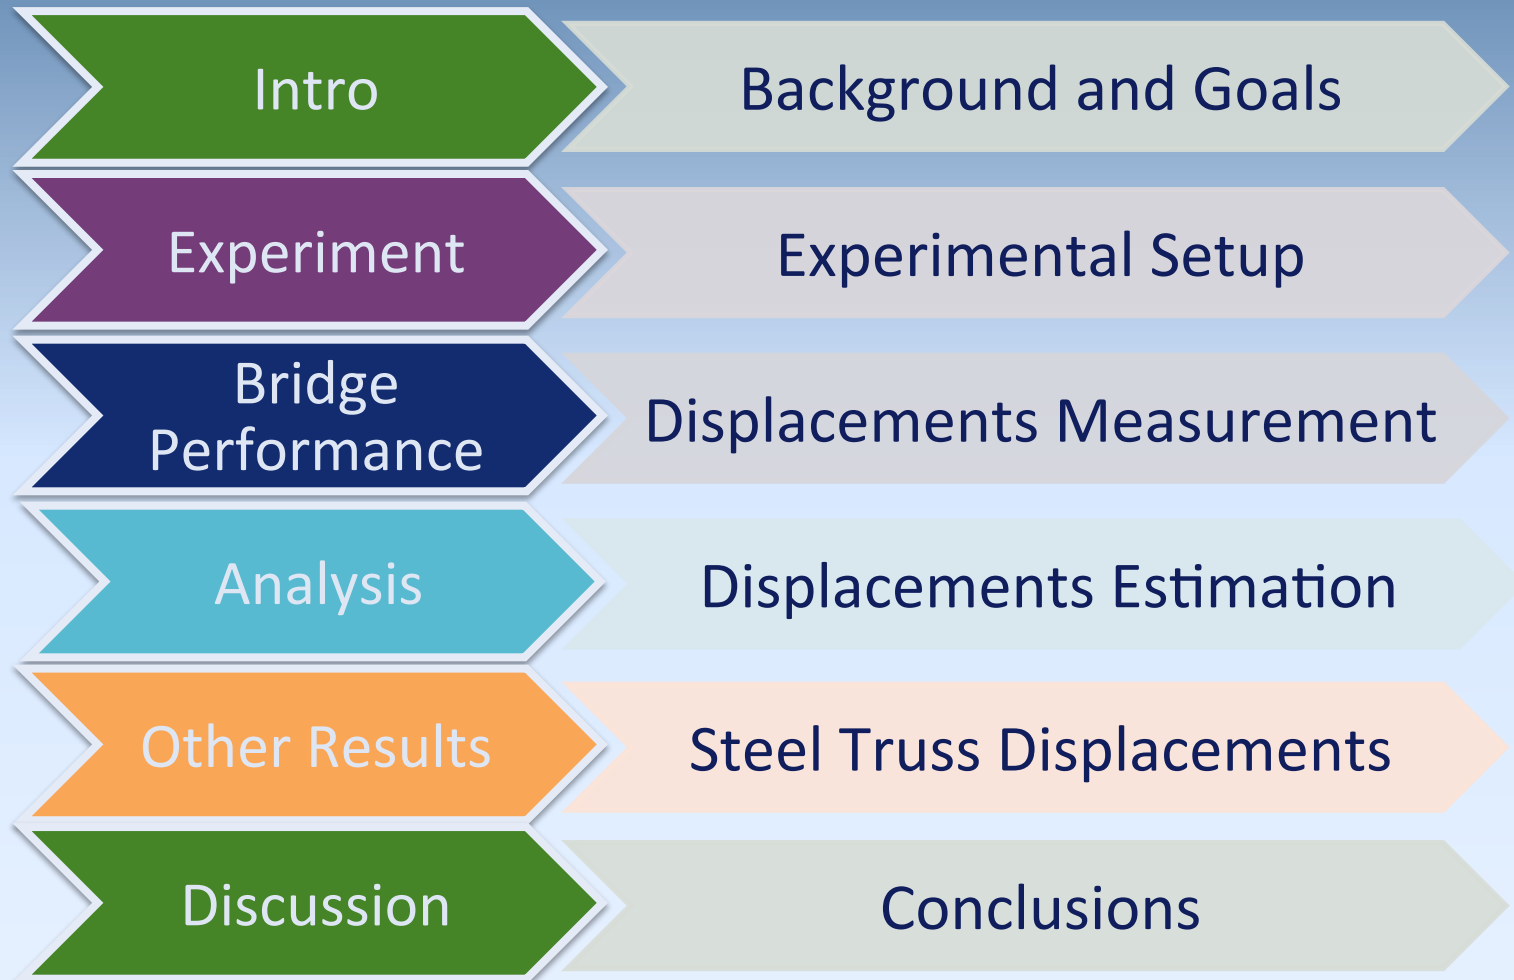 Intro
Background and Goals
Experiment
Experimental Setup
Bridge
Performance
Displacements Measurement
Analysis
Displacements Estimation
Other Results
Steel Truss Displacements
Discussion
Conclusions